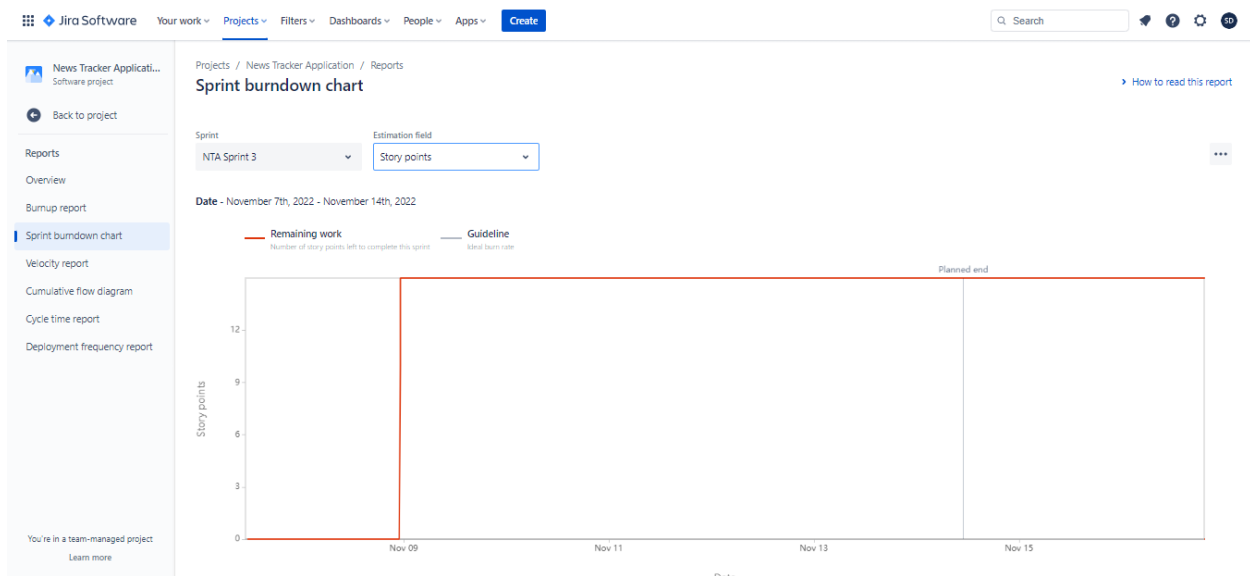 Jira Software Your work Projects Filters Dashboards People Apps Create Search SD
News Tracker Applicati...
Software project
Back to project
Reports
Overview
Burnup report
Sprint burndown chart
Velocity report
Cumulative flow diagram
Cycle time report
Deployment frequency report
You're in a team-managed project
Learn more
Projects / News Tracker Application / Reports
Sprint burndown chart
How to read this report
Sprint Estimation field
NTA Sprint 3 Story points
Date - November 7th, 2022 - November 14th, 2022
Remaining work Guideline
Number of story points left to complete this sprint Ideal burn rate
Planned end
12
9
6
3
0
Story points
Nov 09 Nov 11 Nov 13 Nov 15